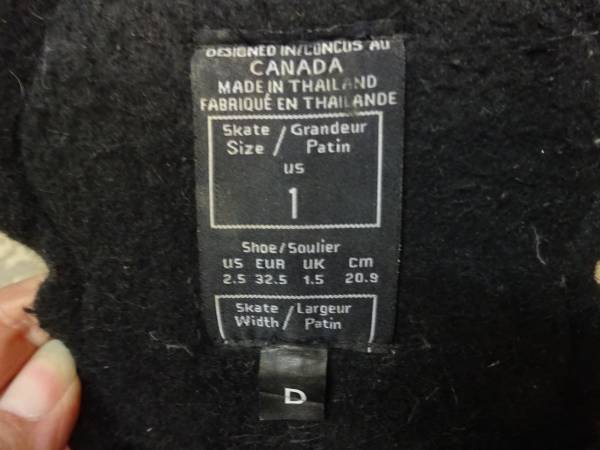 DESIGNED IN/CONCUS AU
CANADA
MADE IN THAILAND
FABRIQUÉ EN THAILANDE
Skate / Grandeur
Size / Patin
US
1
Shoe/Soulier
US EUR UK CM
2.5 32.5 1.5 20.9
Skate / Largeur
Width / Patin
D